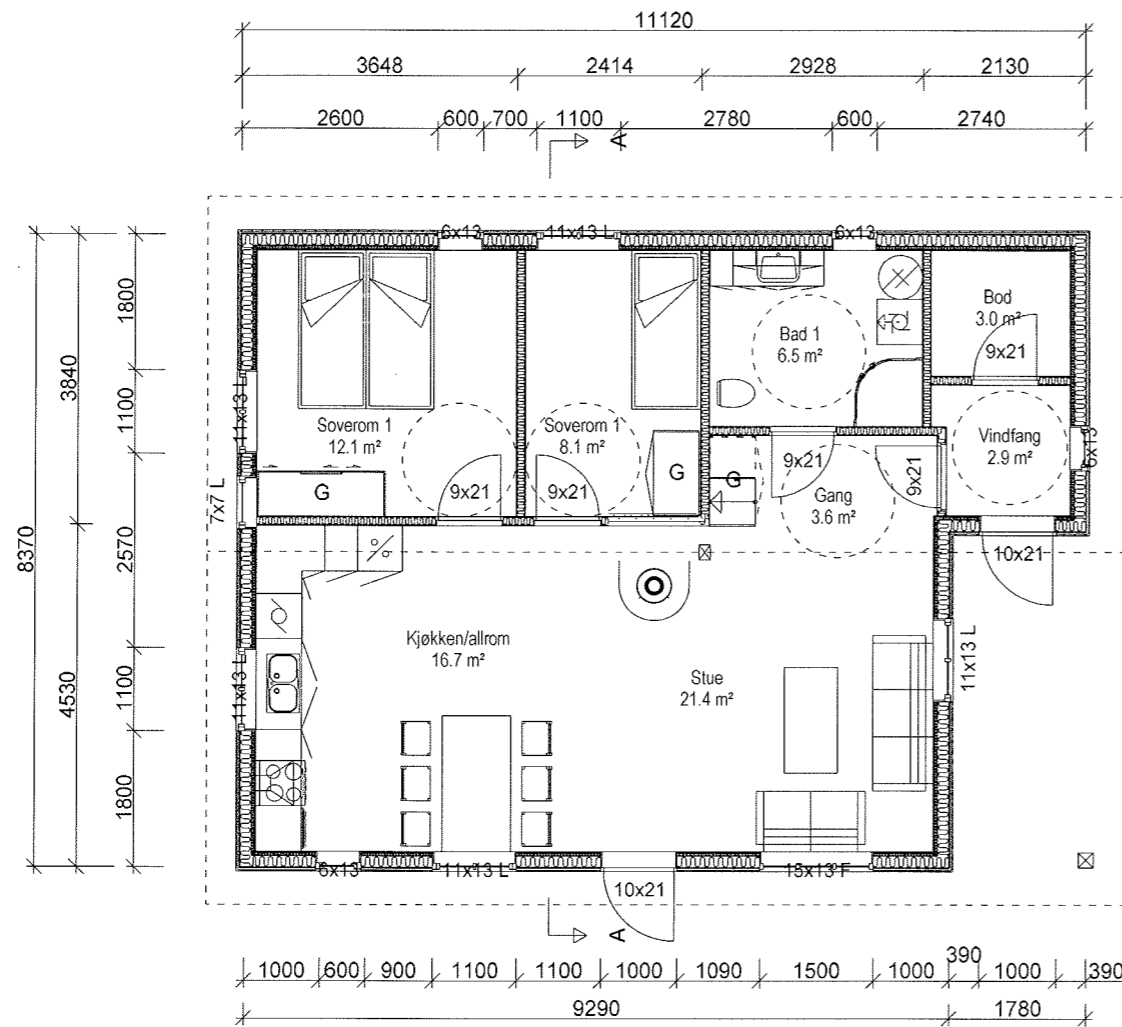 11120
3648 2414 2928 2130
2600 600 700 1100 2780 600 2740
A
6x13 11x13 L 6x13
8370
3840 4530
1800 1100 2570 1100 1800
11x13 L
7x7 L
11x13 L
Soverom 1
12.1 m²
G
9x21
Soverom 1
8.1 m²
G
9x21
Bad 1
6.5 m²
G
9x21
Gang
3.6 m²
9x21
Bod
3.0 m²
9x21
Vindfang
2.9 m²
6x13
10x21
Kjøkken/allrom
16.7 m²
Stue
21.4 m²
11x13 L
6x13 11x13 L 10x21 15x13 F
A
1000 600 900 1100 1100 1000 1090 1500 1000 390 1000 390
9290 1780